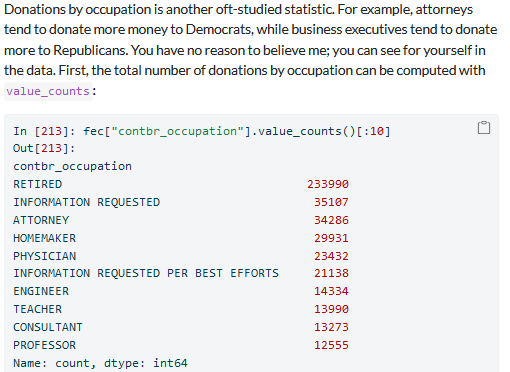 Donations by occupation is another oft-studied statistic. For example, attorneys
tend to donate more money to Democrats, while business executives tend to donate
more to Republicans. You have no reason to believe me; you can see for yourself in
the data. First, the total number of donations by occupation can be computed with
value_counts:
In [213]: fec["contbr_occupation"].value_counts()[:10]
Out[213]:
contbr_occupation
RETIRED 233990
INFORMATION REQUESTED 35107
ATTORNEY 34286
HOMEMAKER 29931
PHYSICIAN 23432
INFORMATION REQUESTED PER BEST EFFORTS 21138
ENGINEER 14334
TEACHER 13990
CONSULTANT 13273
PROFESSOR 12555
Name: count, dtype: int64